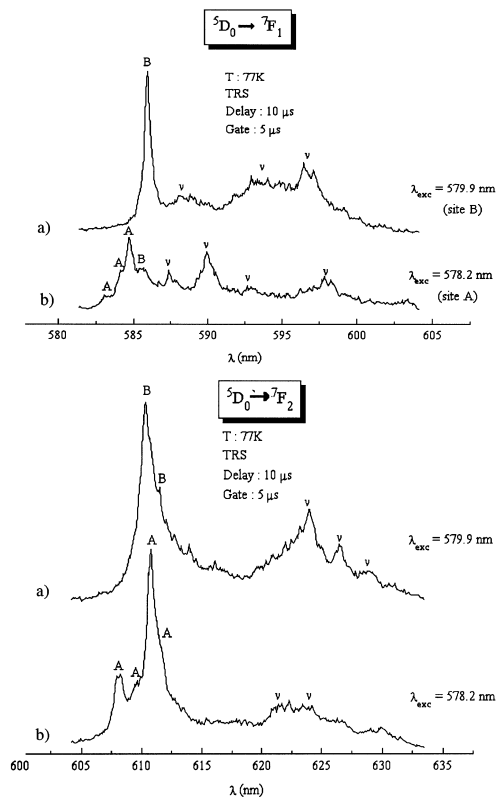 ⁵D₀ → ⁷F₁
B
T : 77K
TRS
Delay : 10 µs
Gate : 5 µs
ν
ν
ν
λexc = 579.9 nm
(site B)
a)
A
A
A
B
ν
ν
ν
ν
λexc = 578.2 nm
(site A)
b)
580 585 590 595 600 605
λ (nm)
⁵D₀ → ⁷F₂
B
T : 77K
TRS
Delay : 10 µs
Gate : 5 µs
B
ν
ν
ν
λexc = 579.9 nm
a)
A
A
A
A
ν
ν
λexc = 578.2 nm
b)
600 605 610 615 620 625 630 635
λ (nm)